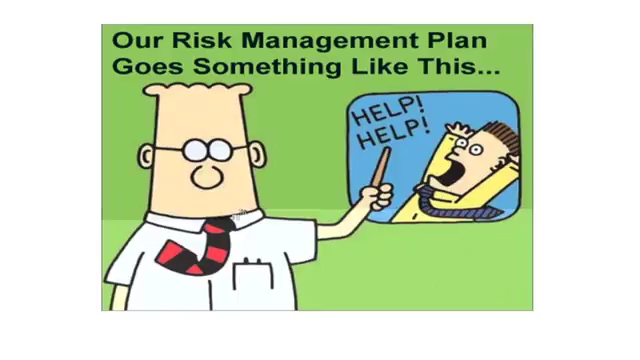 Our Risk Management Plan
Goes Something Like This...
HELP!
HELP!